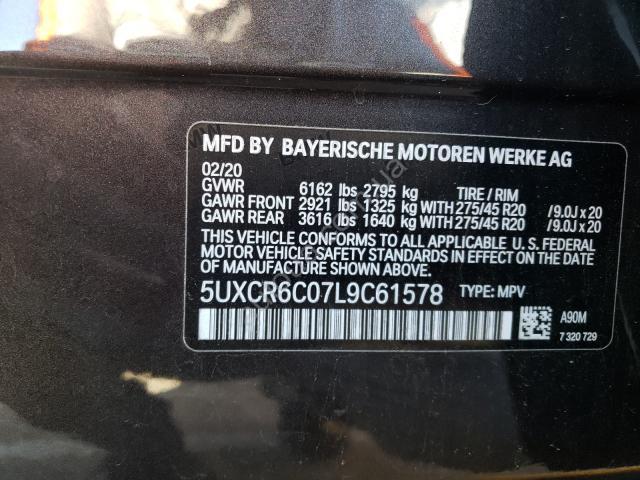 MFD BY BAYERISCHE MOTOREN WERKE AG
02/20
GVWR 6162 lbs 2795 kg TIRE / RIM
GAWR FRONT 2921 lbs 1325 kg WITH 275/45 R20 /9.0J x 20
GAWR REAR 3616 lbs 1640 kg WITH 275/45 R20 /9.0J x 20
THIS VEHICLE CONFORMS TO ALL APPLICABLE U.S. FEDERAL
MOTOR VEHICLE SAFETY STANDARDS IN EFFECT ON THE DATE
OF MANUFACTURE SHOWN ABOVE.
5UXCR6C07L9C61578 TYPE: MPV
A90M
7 320 729